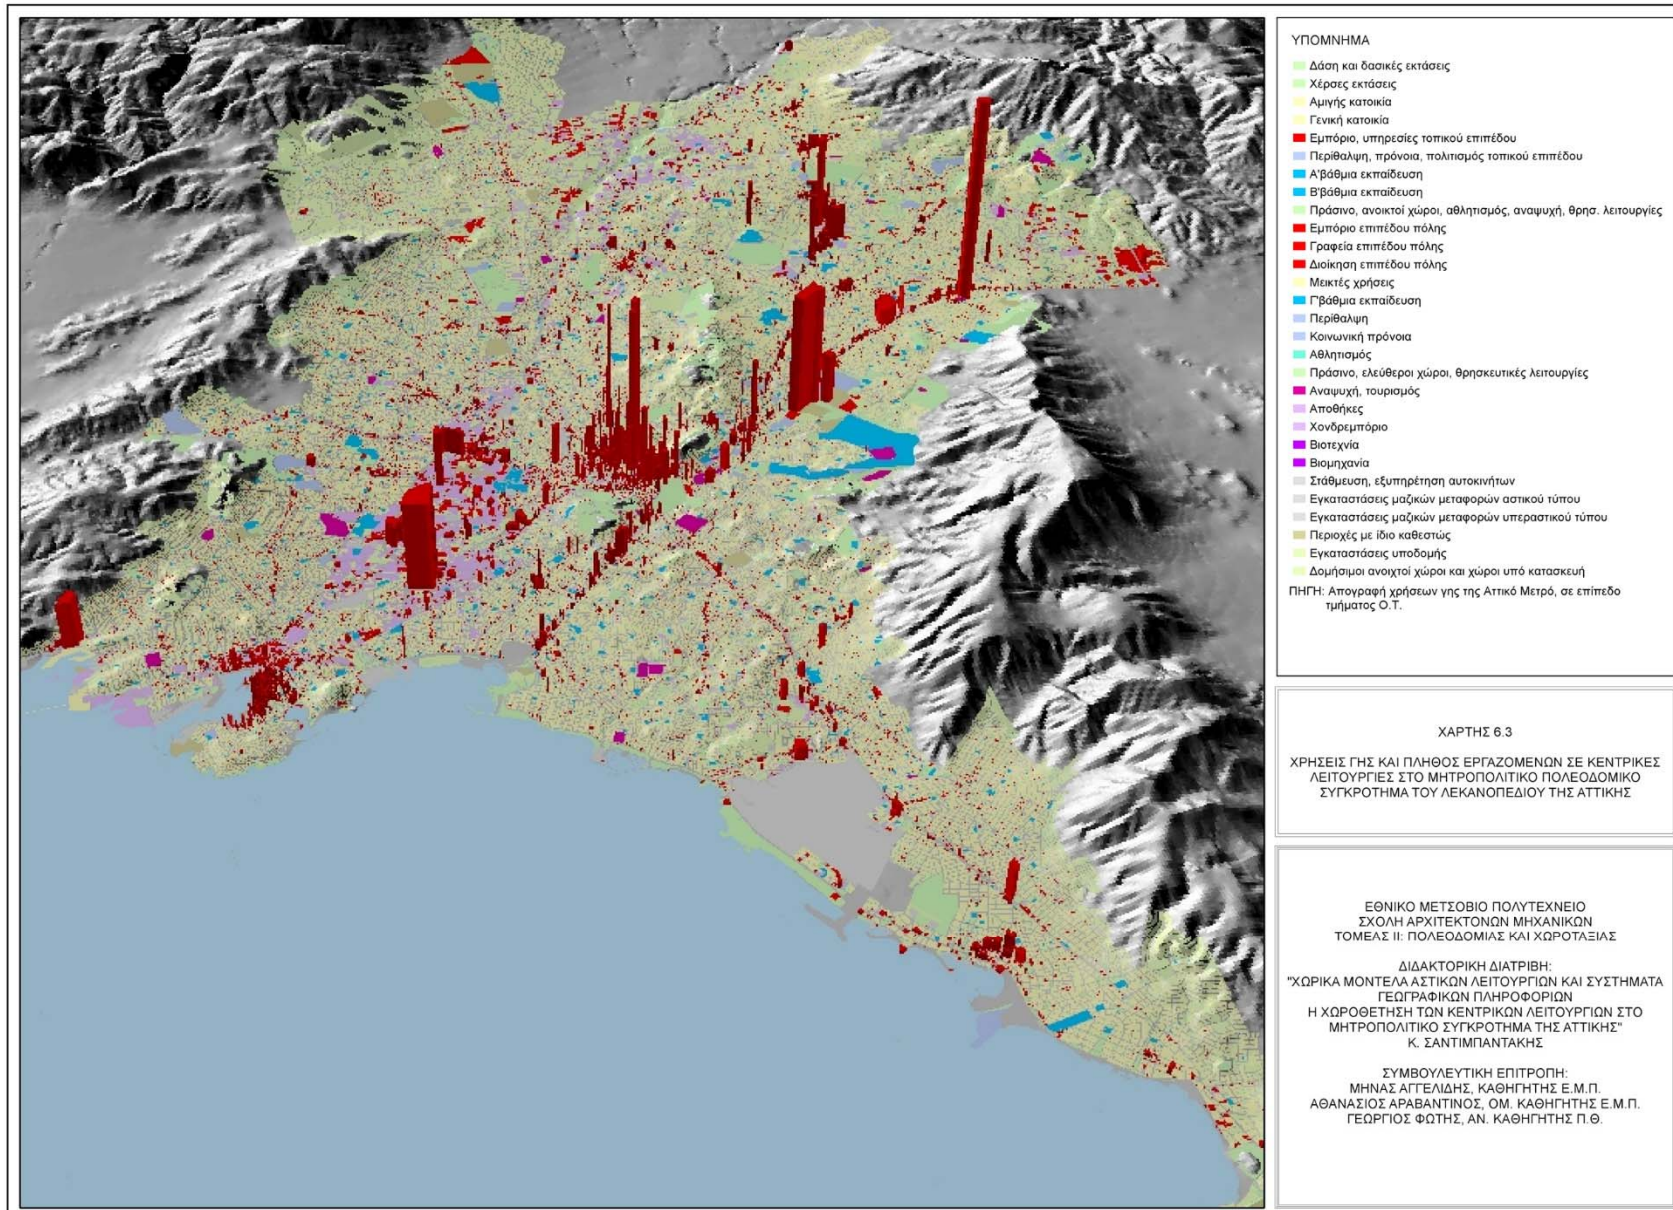 ΥΠΟΜΝΗΜΑ
Δάση και δασικές εκτάσεις
Χέρσες εκτάσεις
Αμιγής κατοικία
Γενική κατοικία
Εμπόριο, υπηρεσίες τοπικού επιπέδου
Περίθαλψη, πρόνοια, πολιτισμός τοπικού επιπέδου
Α'βάθμια εκπαίδευση
Β'βάθμια εκπαίδευση
Πράσινο, ανοικτοί χώροι, αθλητισμός, αναψυχή, θρησ. λειτουργίες
Εμπόριο επιπέδου πόλης
Γραφεία επιπέδου πόλης
Διοίκηση επιπέδου πόλης
Μεικτές χρήσεις
Γ'βάθμια εκπαίδευση
Περίθαλψη
Κοινωνική πρόνοια
Αθλητισμός
Πράσινο, ελεύθεροι χώροι, θρησκευτικές λειτουργίες
Αναψυχή, τουρισμός
Αποθήκες
Χονδρεμπόριο
Βιοτεχνία
Βιομηχανία
Στάθμευση, εξυπηρέτηση αυτοκινήτων
Εγκαταστάσεις μαζικών μεταφορών αστικού τύπου
Εγκαταστάσεις μαζικών μεταφορών υπεραστικού τύπου
Περιοχές με ίδιο καθεστώς
Εγκαταστάσεις υποδομής
Δομήσιμοι ανοιχτοί χώροι και χώροι υπό κατασκευή
ΠΗΓΗ: Απογραφή χρήσεων γης της Αττικό Μετρό, σε επίπεδο
τμήματος Ο.Τ.
ΧΑΡΤΗΣ 6.3
ΧΡΗΣΕΙΣ ΓΗΣ ΚΑΙ ΠΛΗΘΟΣ ΕΡΓΑΖΟΜΕΝΩΝ ΣΕ ΚΕΝΤΡΙΚΕΣ
ΛΕΙΤΟΥΡΓΙΕΣ ΣΤΟ ΜΗΤΡΟΠΟΛΙΤΙΚΟ ΠΟΛΕΟΔΟΜΙΚΟ
ΣΥΓΚΡΟΤΗΜΑ ΤΟΥ ΛΕΚΑΝΟΠΕΔΙΟΥ ΤΗΣ ΑΤΤΙΚΗΣ
ΕΘΝΙΚΟ ΜΕΤΣΟΒΙΟ ΠΟΛΥΤΕΧΝΕΙΟ
ΣΧΟΛΗ ΑΡΧΙΤΕΚΤΟΝΩΝ ΜΗΧΑΝΙΚΩΝ
ΤΟΜΕΑΣ ΙΙ: ΠΟΛΕΟΔΟΜΙΑΣ ΚΑΙ ΧΩΡΟΤΑΞΙΑΣ
ΔΙΔΑΚΤΟΡΙΚΗ ΔΙΑΤΡΙΒΗ:
"ΧΩΡΙΚΑ ΜΟΝΤΕΛΑ ΑΣΤΙΚΩΝ ΛΕΙΤΟΥΡΓΙΩΝ ΚΑΙ ΣΥΣΤΗΜΑΤΑ
ΓΕΩΓΡΑΦΙΚΩΝ ΠΛΗΡΟΦΟΡΙΩΝ
Η ΧΩΡΟΘΕΤΗΣΗ ΤΩΝ ΚΕΝΤΡΙΚΩΝ ΛΕΙΤΟΥΡΓΙΩΝ ΣΤΟ
ΜΗΤΡΟΠΟΛΙΤΙΚΟ ΣΥΓΚΡΟΤΗΜΑ ΤΗΣ ΑΤΤΙΚΗΣ"
Κ. ΣΑΝΤΙΜΠΑΝΤΑΚΗΣ
ΣΥΜΒΟΥΛΕΥΤΙΚΗ ΕΠΙΤΡΟΠΗ:
ΜΗΝΑΣ ΑΓΓΕΛΙΔΗΣ, ΚΑΘΗΓΗΤΗΣ Ε.Μ.Π.
ΑΘΑΝΑΣΙΟΣ ΑΡΑΒΑΝΤΙΝΟΣ, ΟΜ. ΚΑΘΗΓΗΤΗΣ Ε.Μ.Π.
ΓΕΩΡΓΙΟΣ ΦΩΤΗΣ, ΑΝ. ΚΑΘΗΓΗΤΗΣ Π.Θ.